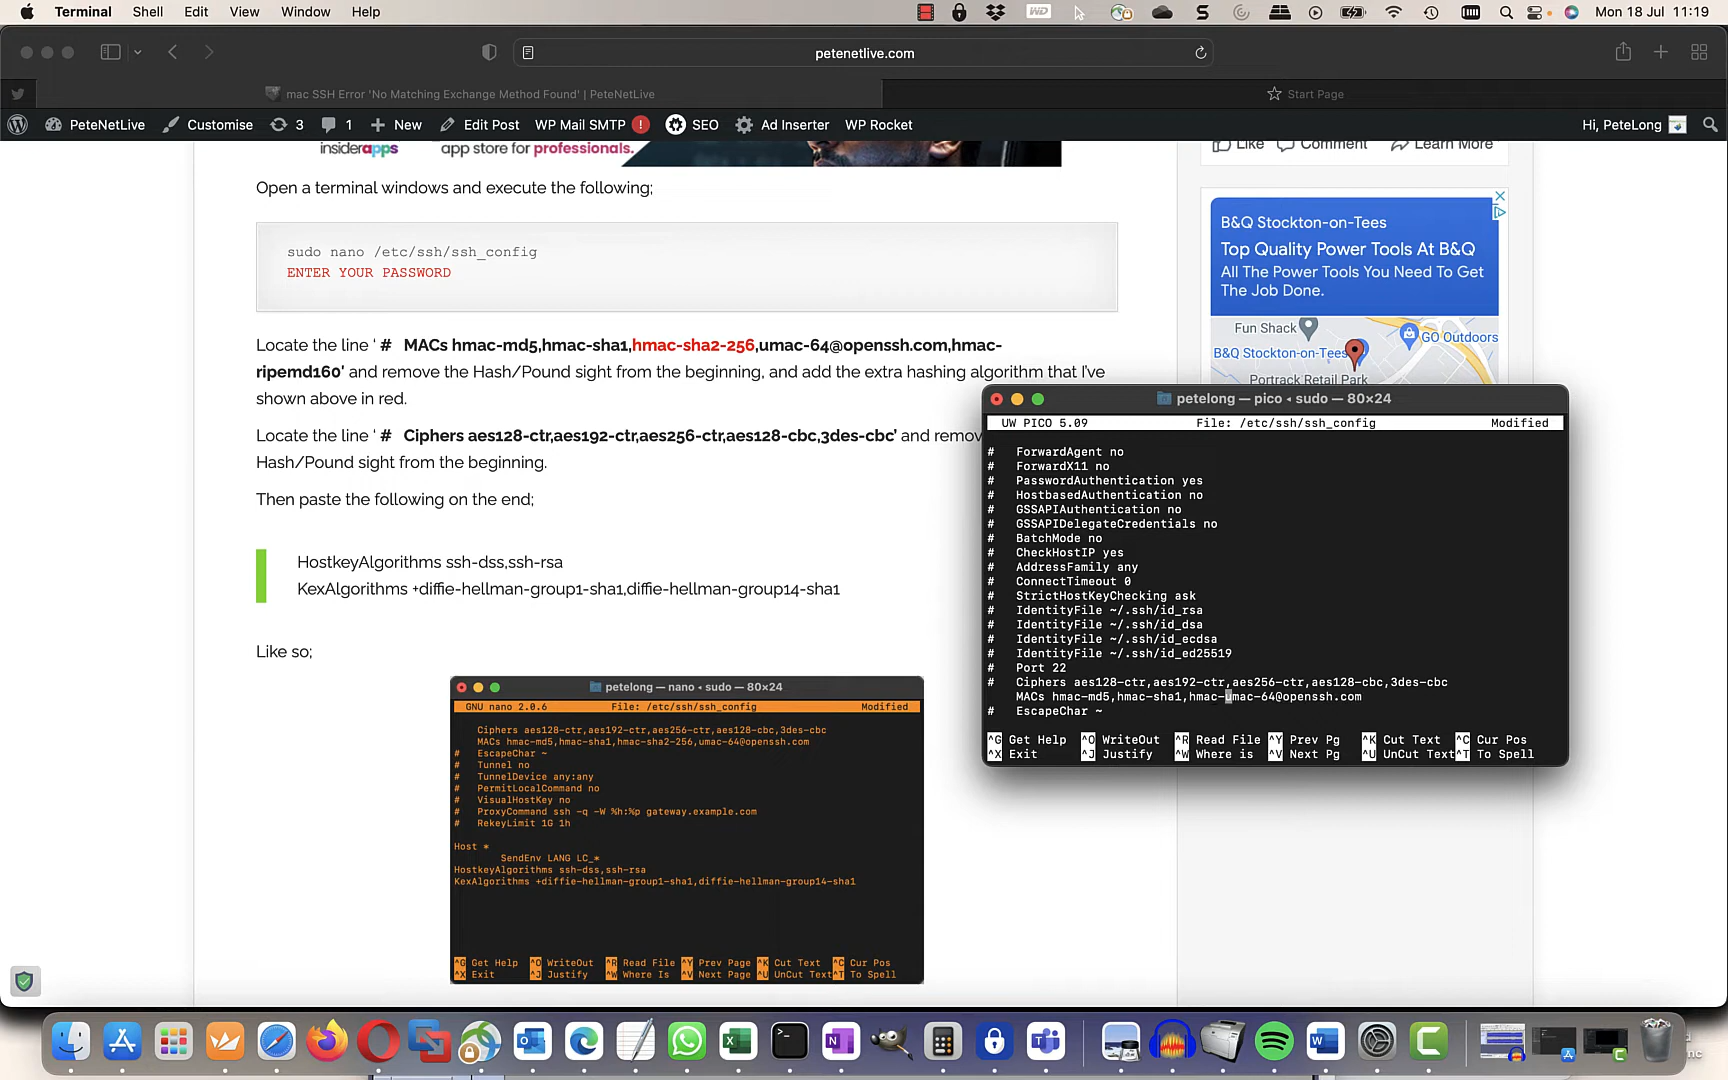 Terminal Shell Edit View Window Help
Mon 18 Jul 11:19
petenetlive.com
mac SSH Error 'No Matching Exchange Method Found' | PeteNetLive
Start Page
PeteNetLive Customise 3 1 New Edit Post WP Mail SMTP ! SEO Ad Inserter WP Rocket
Hi, PeteLong
insiderapps
app store for professionals.
Like Comment Learn More
Open a terminal windows and execute the following;
sudo nano /etc/ssh/ssh_config
ENTER YOUR PASSWORD
Locate the line ‘ # MACs hmac-md5,hmac-sha1,hmac-sha2-256,umac-64@openssh.com,hmac-
ripemd160’ and remove the Hash/Pound sight from the beginning, and add the extra hashing algorithm that I’ve
shown above in red.
Locate the line ‘ # Ciphers aes128-ctr,aes192-ctr,aes256-ctr,aes128-cbc,3des-cbc’ and remov
Hash/Pound sight from the beginning.
Then paste the following on the end;
HostkeyAlgorithms ssh-dss,ssh-rsa
KexAlgorithms +diffie-hellman-group1-sha1,diffie-hellman-group14-sha1
Like so;
petelong — nano ◂ sudo — 80×24
GNU nano 2.0.6 File: /etc/ssh/ssh_config Modified
Ciphers aes128-ctr,aes192-ctr,aes256-ctr,aes128-cbc,3des-cbc
MACs hmac-md5,hmac-sha1,hmac-sha2-256,umac-64@openssh.com
# EscapeChar ~
# Tunnel no
# TunnelDevice any:any
# PermitLocalCommand no
# VisualHostKey no
# ProxyCommand ssh -q -W %h:%p gateway.example.com
# RekeyLimit 1G 1h
Host *
SendEnv LANG LC_*
HostkeyAlgorithms ssh-dss,ssh-rsa
KexAlgorithms +diffie-hellman-group1-sha1,diffie-hellman-group14-sha1
^G Get Help ^O WriteOut ^R Read File ^Y Prev Page ^K Cut Text ^C Cur Pos
^X Exit ^J Justify ^W Where Is ^V Next Page ^U UnCut Text ^T To Spell
B&Q Stockton-on-Tees
Top Quality Power Tools At B&Q
All The Power Tools You Need To Get
The Job Done.
Fun Shack
GO Outdoors
B&Q Stockton-on-Tees
Portrack Retail Park
petelong — pico ◂ sudo — 80×24
UW PICO 5.09 File: /etc/ssh/ssh_config Modified
# ForwardAgent no
# ForwardX11 no
# PasswordAuthentication yes
# HostbasedAuthentication no
# GSSAPIAuthentication no
# GSSAPIDelegateCredentials no
# BatchMode no
# CheckHostIP yes
# AddressFamily any
# ConnectTimeout 0
# StrictHostKeyChecking ask
# IdentityFile ~/.ssh/id_rsa
# IdentityFile ~/.ssh/id_dsa
# IdentityFile ~/.ssh/id_ecdsa
# IdentityFile ~/.ssh/id_ed25519
# Port 22
# Ciphers aes128-ctr,aes192-ctr,aes256-ctr,aes128-cbc,3des-cbc
MACs hmac-md5,hmac-sha1,hmac-umac-64@openssh.com
# EscapeChar ~
^G Get Help ^O WriteOut ^R Read File ^Y Prev Pg ^K Cut Text ^C Cur Pos
^X Exit ^J Justify ^W Where is ^V Next Pg ^U UnCut Text ^T To Spell